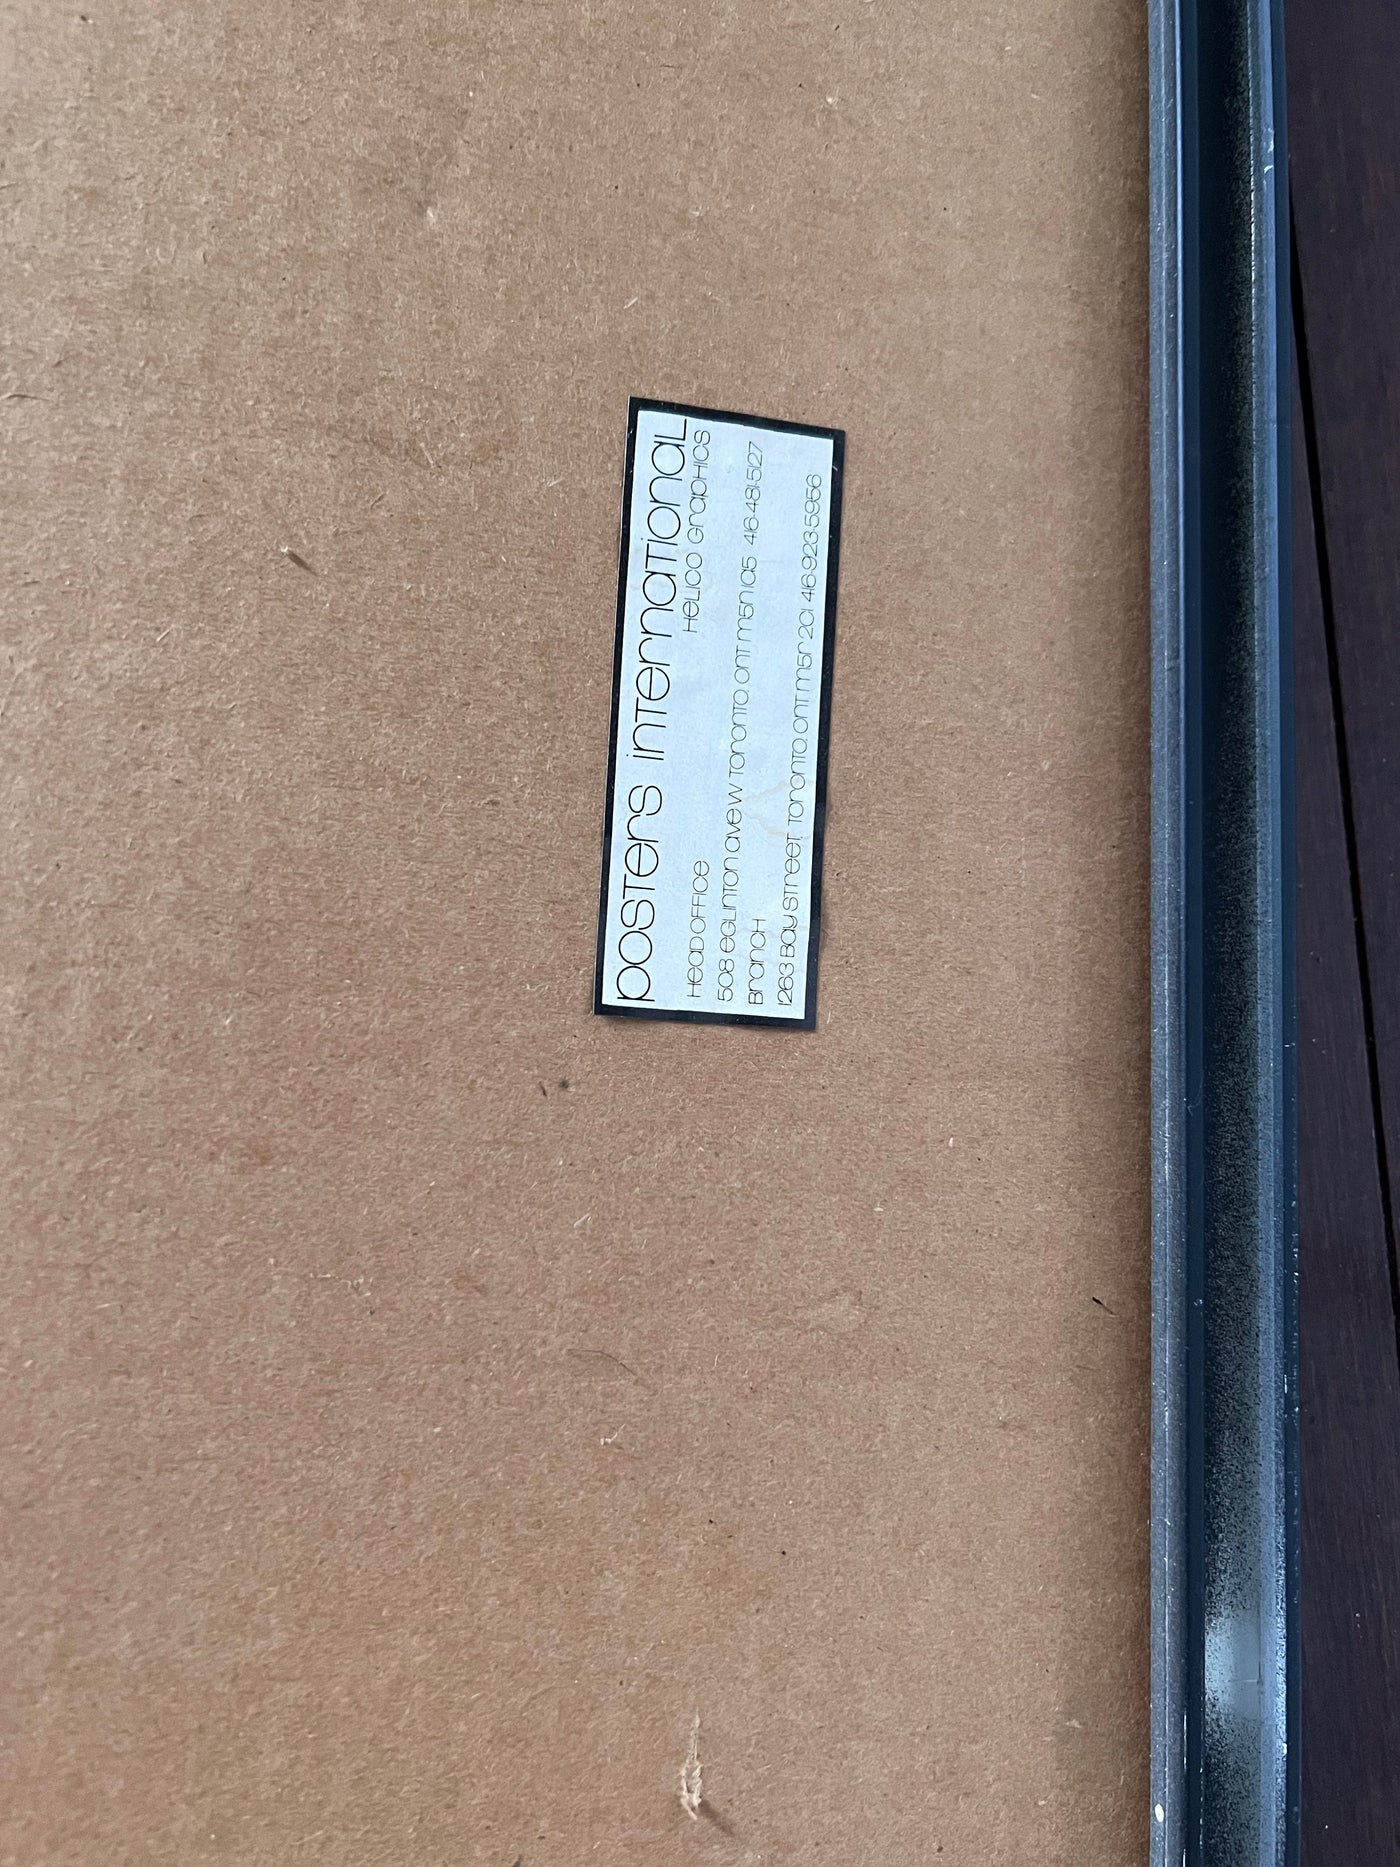 posters international
Helico Graphics
Head Office
508 Eglinton Ave W Toronto, Ont M5N 1A5 416-481-5127
Branch
1263 Bay Street, Toronto, Ont M5R 2C1 416-923-5956